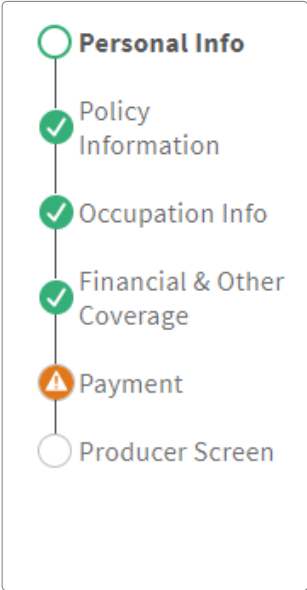 Personal Info
Policy
Information
Occupation Info
Financial & Other
Coverage
Payment
Producer Screen